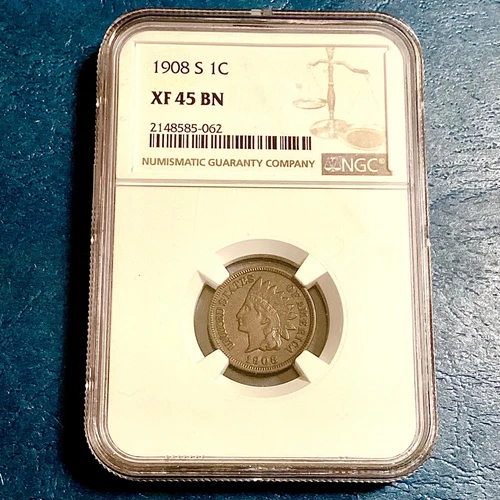 1908 S 1C
XF 45 BN
2148585-062
NUMISMATIC GUARANTY COMPANY
NGC®
UNITED STATES OF AMERICA
1908